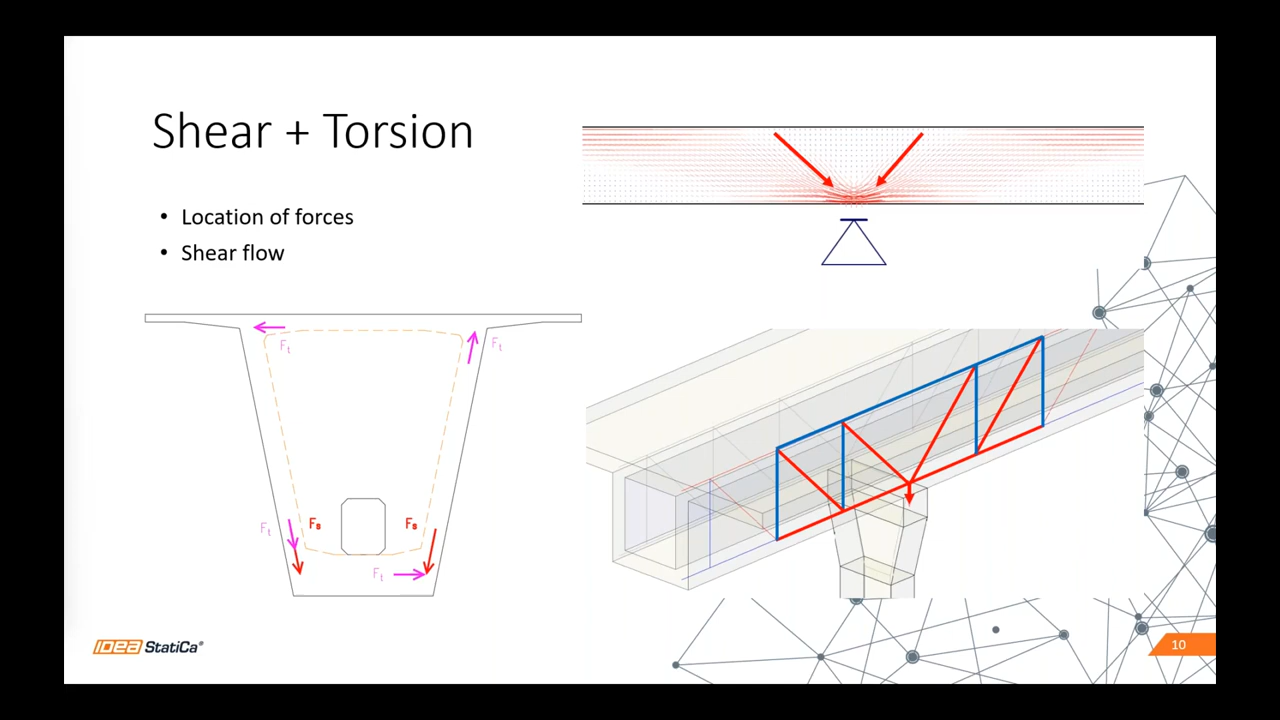 Shear + Torsion
• Location of forces
• Shear flow
Ft
Ft
Ft
Fs
Fs
Ft
IDEA StatiCa®
10